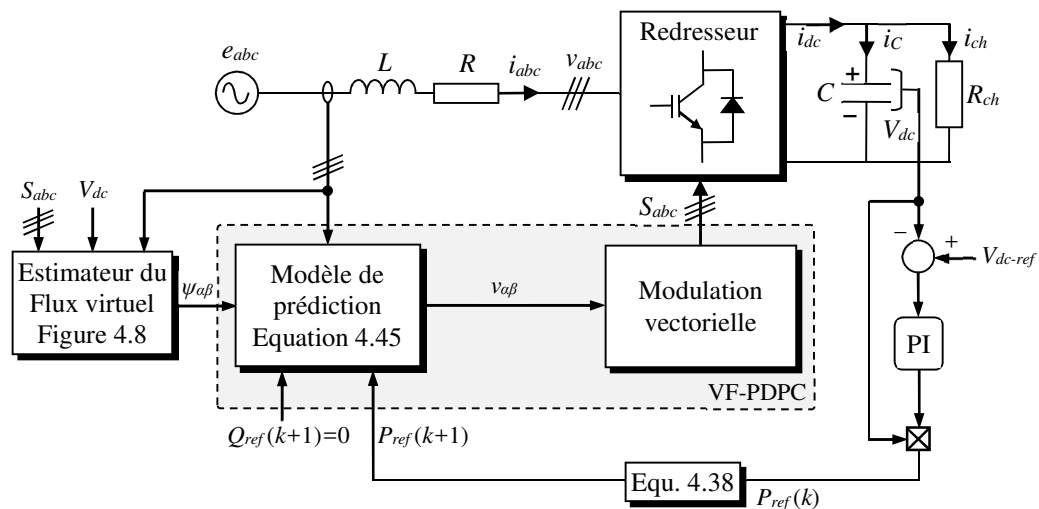 e_abc
L
R
i_abc
v_abc
Redresseur
i_dc
i_C
i_ch
+
C
−
V_dc
R_ch
S_abc
V_dc
S_abc
Estimateur du
Flux virtuel
Figure 4.8
ψ_αβ
Modèle de
prédiction
Equation 4.45
v_αβ
Modulation
vectorielle
VF-PDPC
−
+
V_dc-ref
PI
Q_ref(k+1)=0
P_ref(k+1)
Equ. 4.38
P_ref(k)